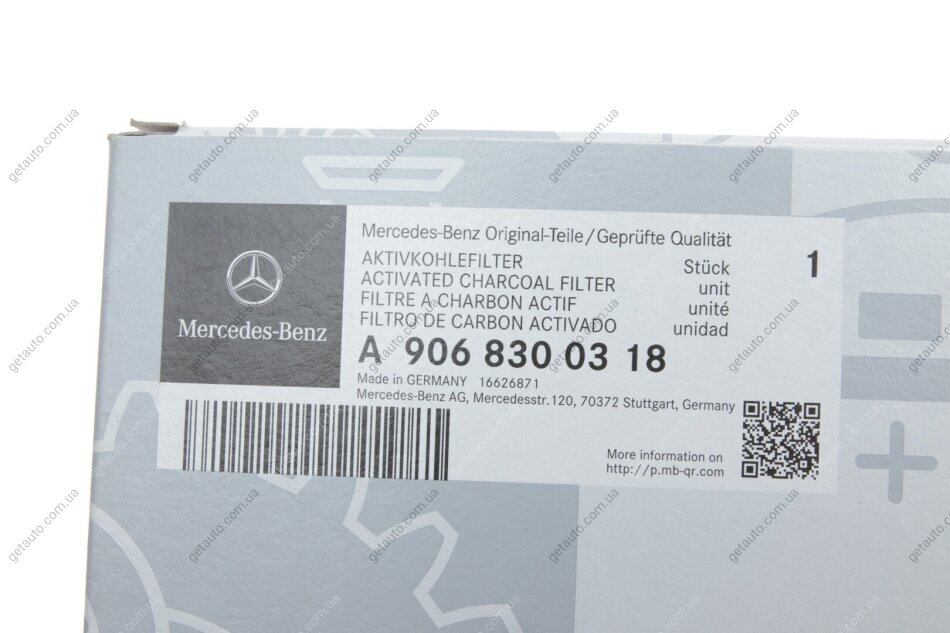 Mercedes-Benz
Mercedes-Benz Original-Teile/Geprüfte Qualität
AKTIVKOHLEFILTER
ACTIVATED CHARCOAL FILTER
FILTRE A CHARBON ACTIF
FILTRO DE CARBON ACTIVADO
Stück
unit
unité
unidad
1
A 906 830 03 18
Made in GERMANY 16626871
Mercedes-Benz AG, Mercedesstr.120, 70372 Stuttgart, Germany
More information on
http://p.mb-qr.com
getauto.com.ua